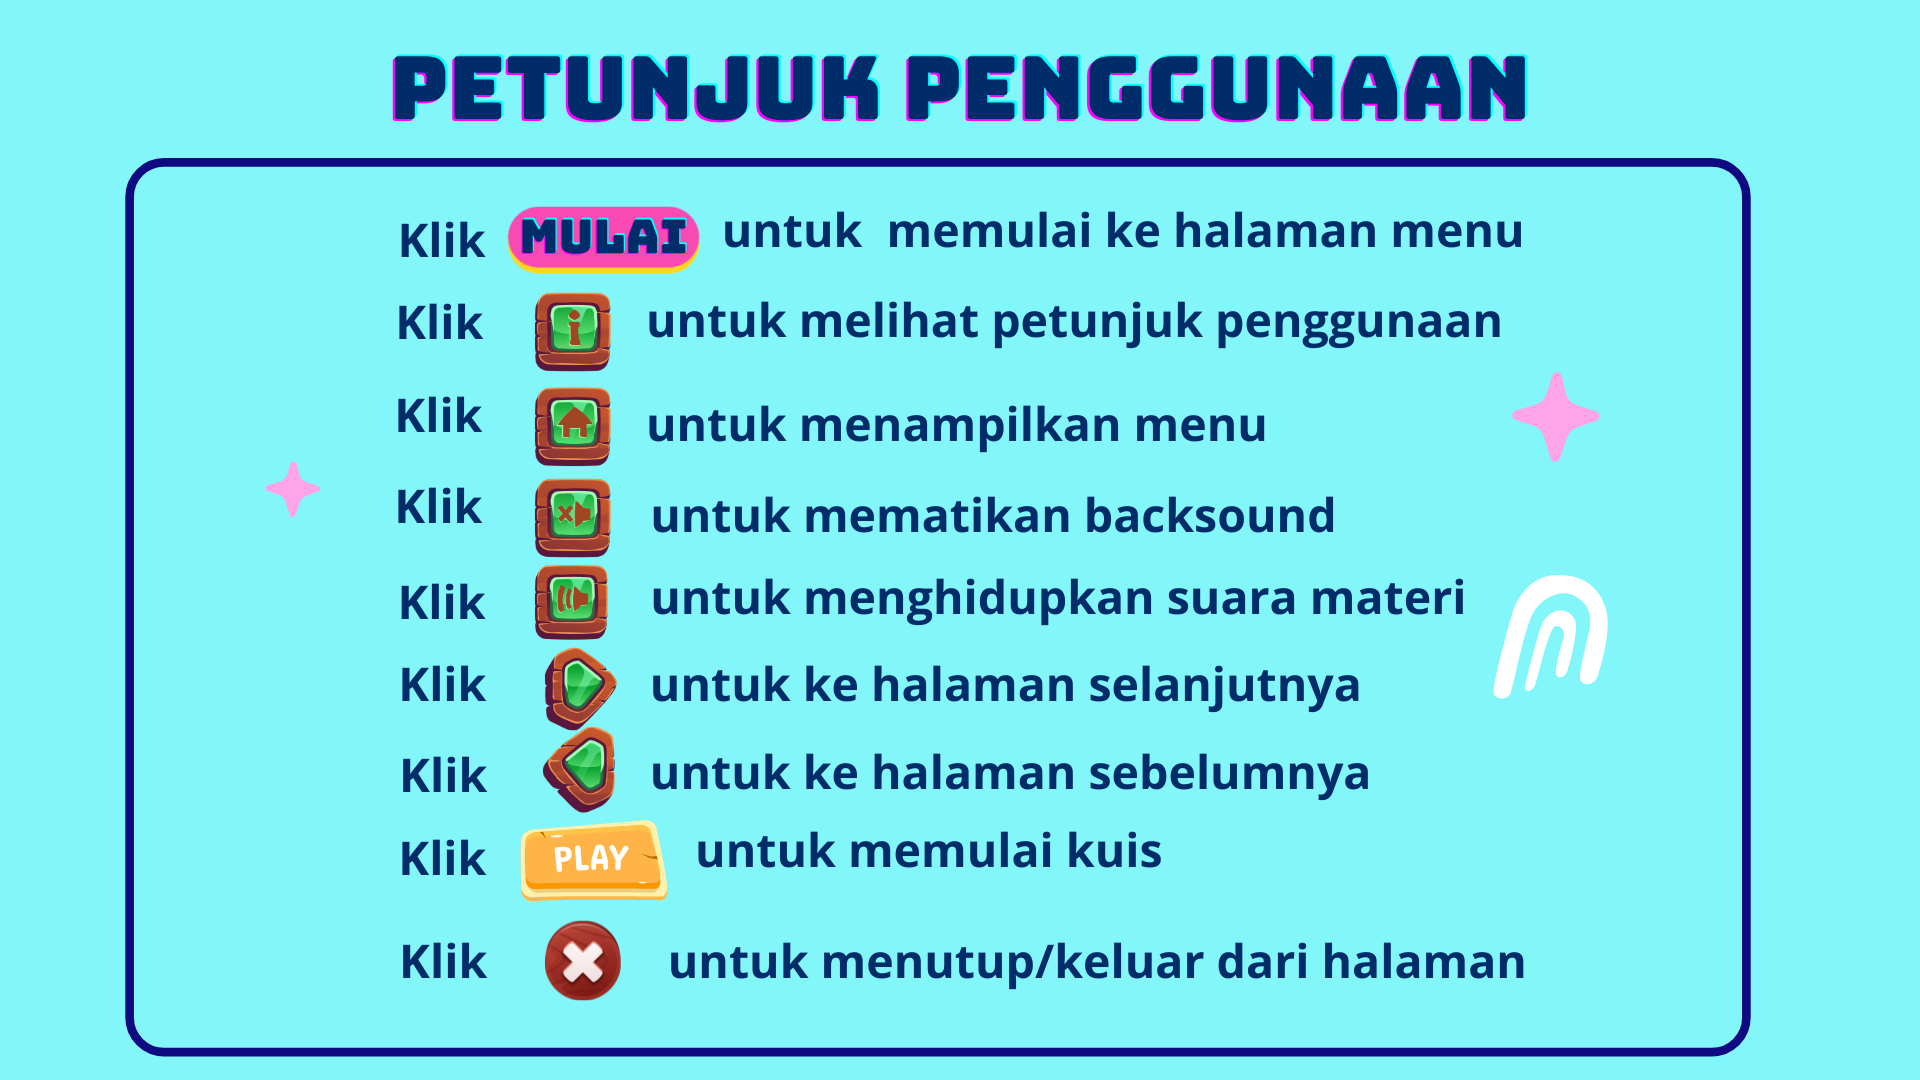 PETUNJUK PENGGUNAAN
Klik MULAI untuk memulai ke halaman menu
Klik i untuk melihat petunjuk penggunaan
Klik untuk menampilkan menu
Klik untuk mematikan backsound
Klik untuk menghidupkan suara materi
Klik untuk ke halaman selanjutnya
Klik untuk ke halaman sebelumnya
Klik PLAY untuk memulai kuis
Klik untuk menutup/keluar dari halaman